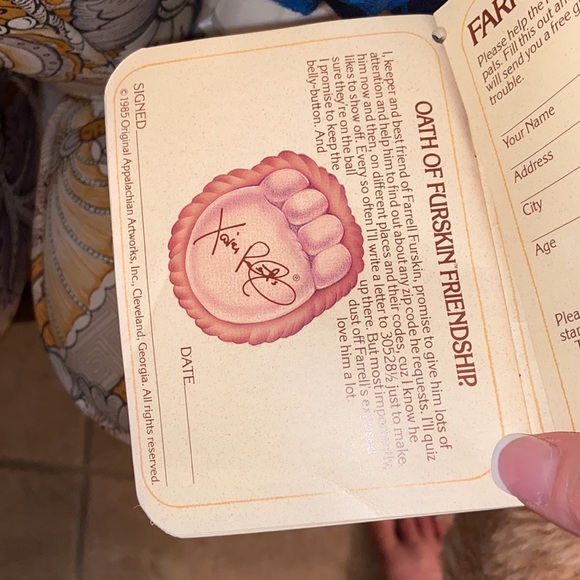 OATH OF FURSKIN FRIENDSHIP.
I, keeper and best friend of Farrell Furskin, promise to give him lots of
attention and help him to find out about any zip code he requests. I'll quiz
him now and then, on different places and their codes, cuz I know he
likes to show off. Every so often I'll write a letter to 30528½ just to make
sure they're on the ball up there. But most importantly,
I promise to keep the dust off Farrell's
belly-button. And love him a lot.
Xavier Roberts
®
SIGNED
DATE
©1985 Original Appalachian Artworks, Inc., Cleveland, Georgia. All rights reserved.
Please help the
pals. Fill this out an
will send you a free
trouble.
Your Name
Address
City
Age